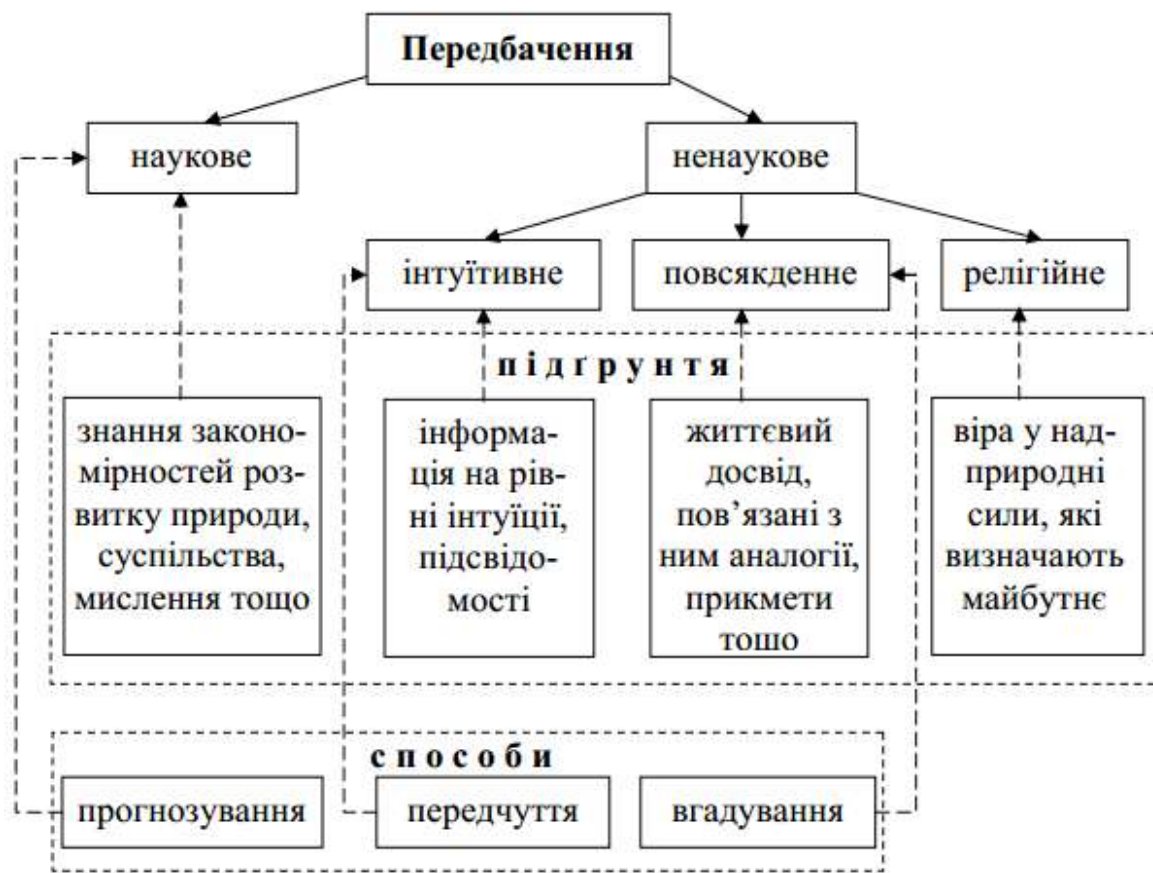 Передбачення
наукове
ненаукове
інтуїтивне
повсякденне
релігійне
підґрунтя
знання законо-
мірностей роз-
витку природи,
суспільства,
мислення тощо
інформа-
ція на рів-
ні інтуїції,
підсвідо-
мості
життєвий
досвід,
пов’язані з
ним аналогії,
прикмети
тошо
віра у над-
природні
сили, які
визначають
майбутнє
способи
прогнозування
передчуття
вгадування